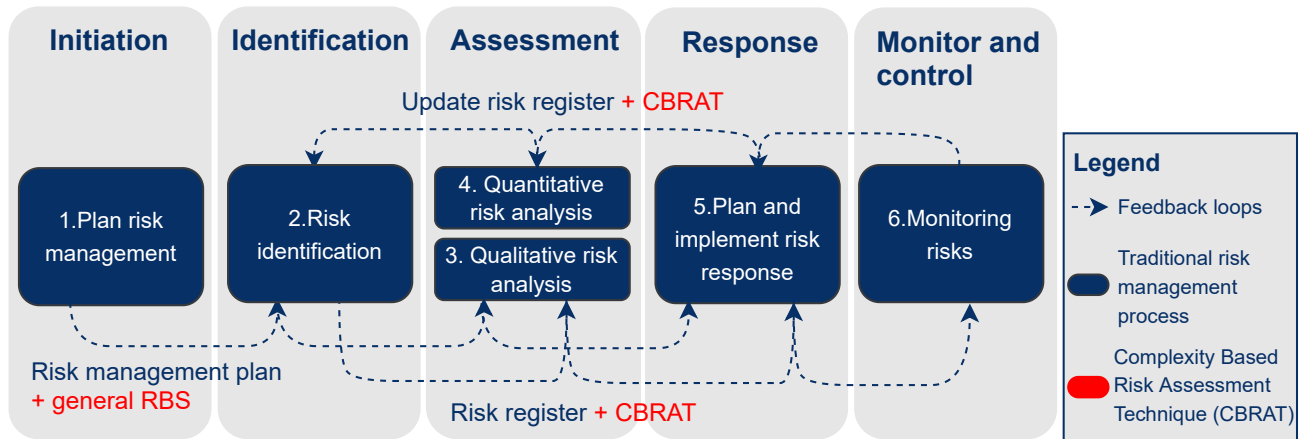 Initiation
Identification
Assessment
Response
Monitor and
control
Update risk register + CBRAT
1.Plan risk
management
2.Risk
identification
4. Quantitative
risk analysis
3. Qualitative risk
analysis
5.Plan and
implement risk
response
6.Monitoring
risks
Risk management plan
+ general RBS
Risk register + CBRAT
Legend
Feedback loops
Traditional risk
management
process
Complexity Based
Risk Assessment
Technique (CBRAT)